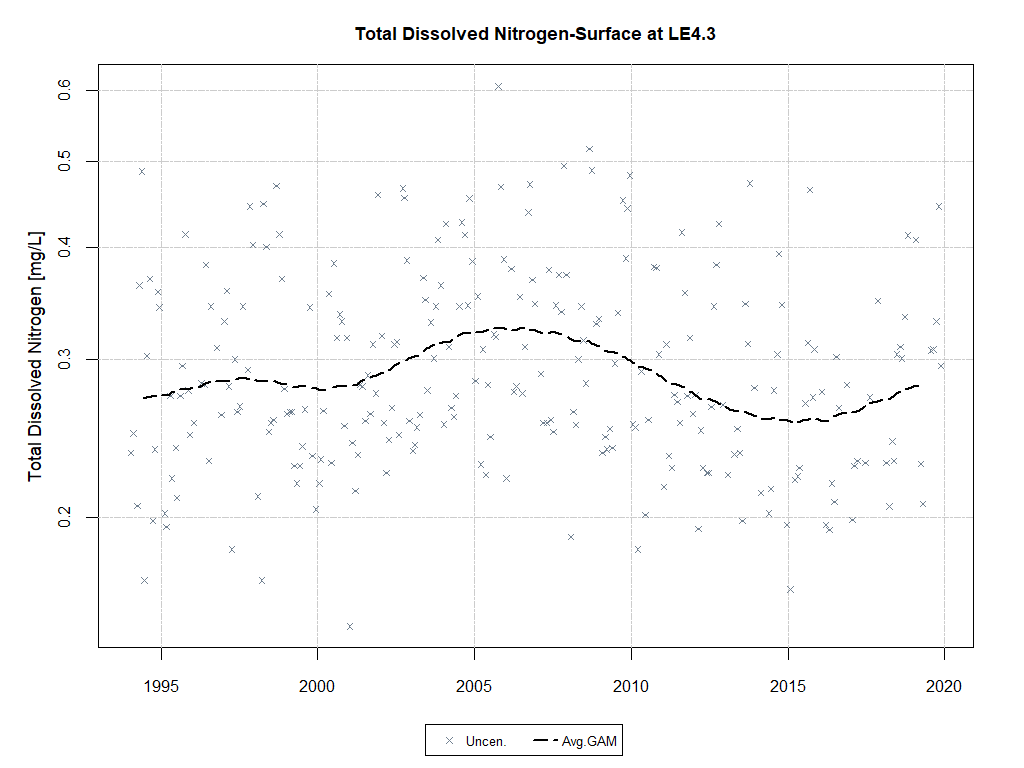 Total Dissolved Nitrogen-Surface at LE4.3
Total Dissolved Nitrogen [mg/L]
0.6
0.5
0.4
0.3
0.2
1995 2000 2005 2010 2015 2020
Uncen. Avg.GAM